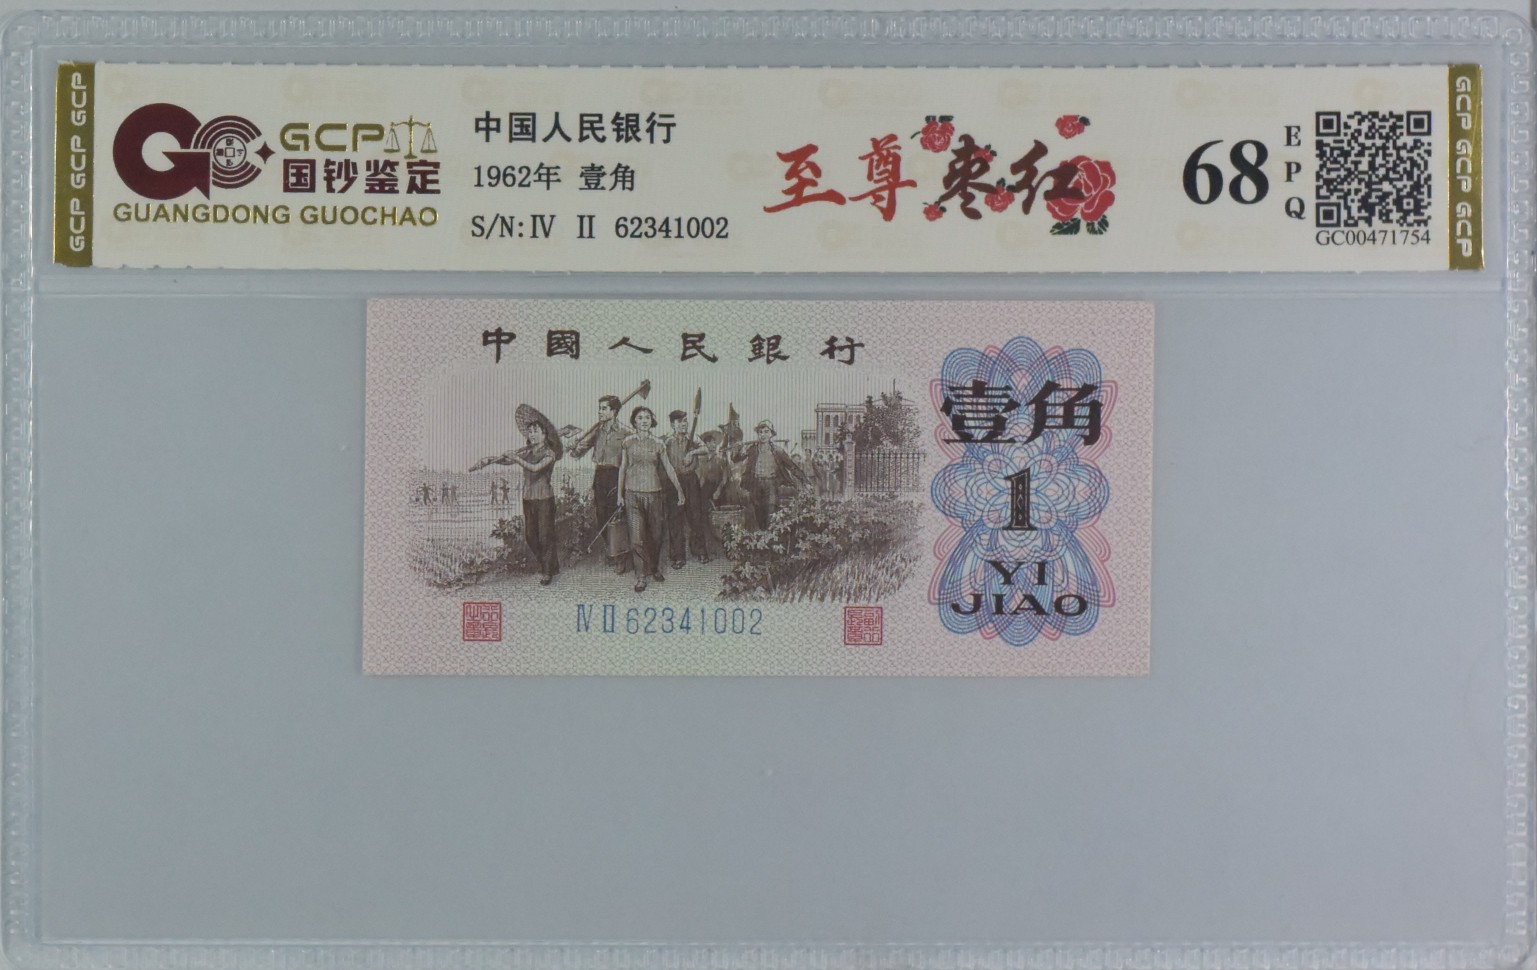 GCP GCP GCP
GCP
国钞鉴定
GUANGDONG GUOCHAO
中国人民银行
1962年 壹角
S/N: IV II 62341002
至尊枣红
68
EPQ
GC00471754
GCP GCP GCP
中國人民銀行
壹角
1
YI
JIAO
IV II 62341002